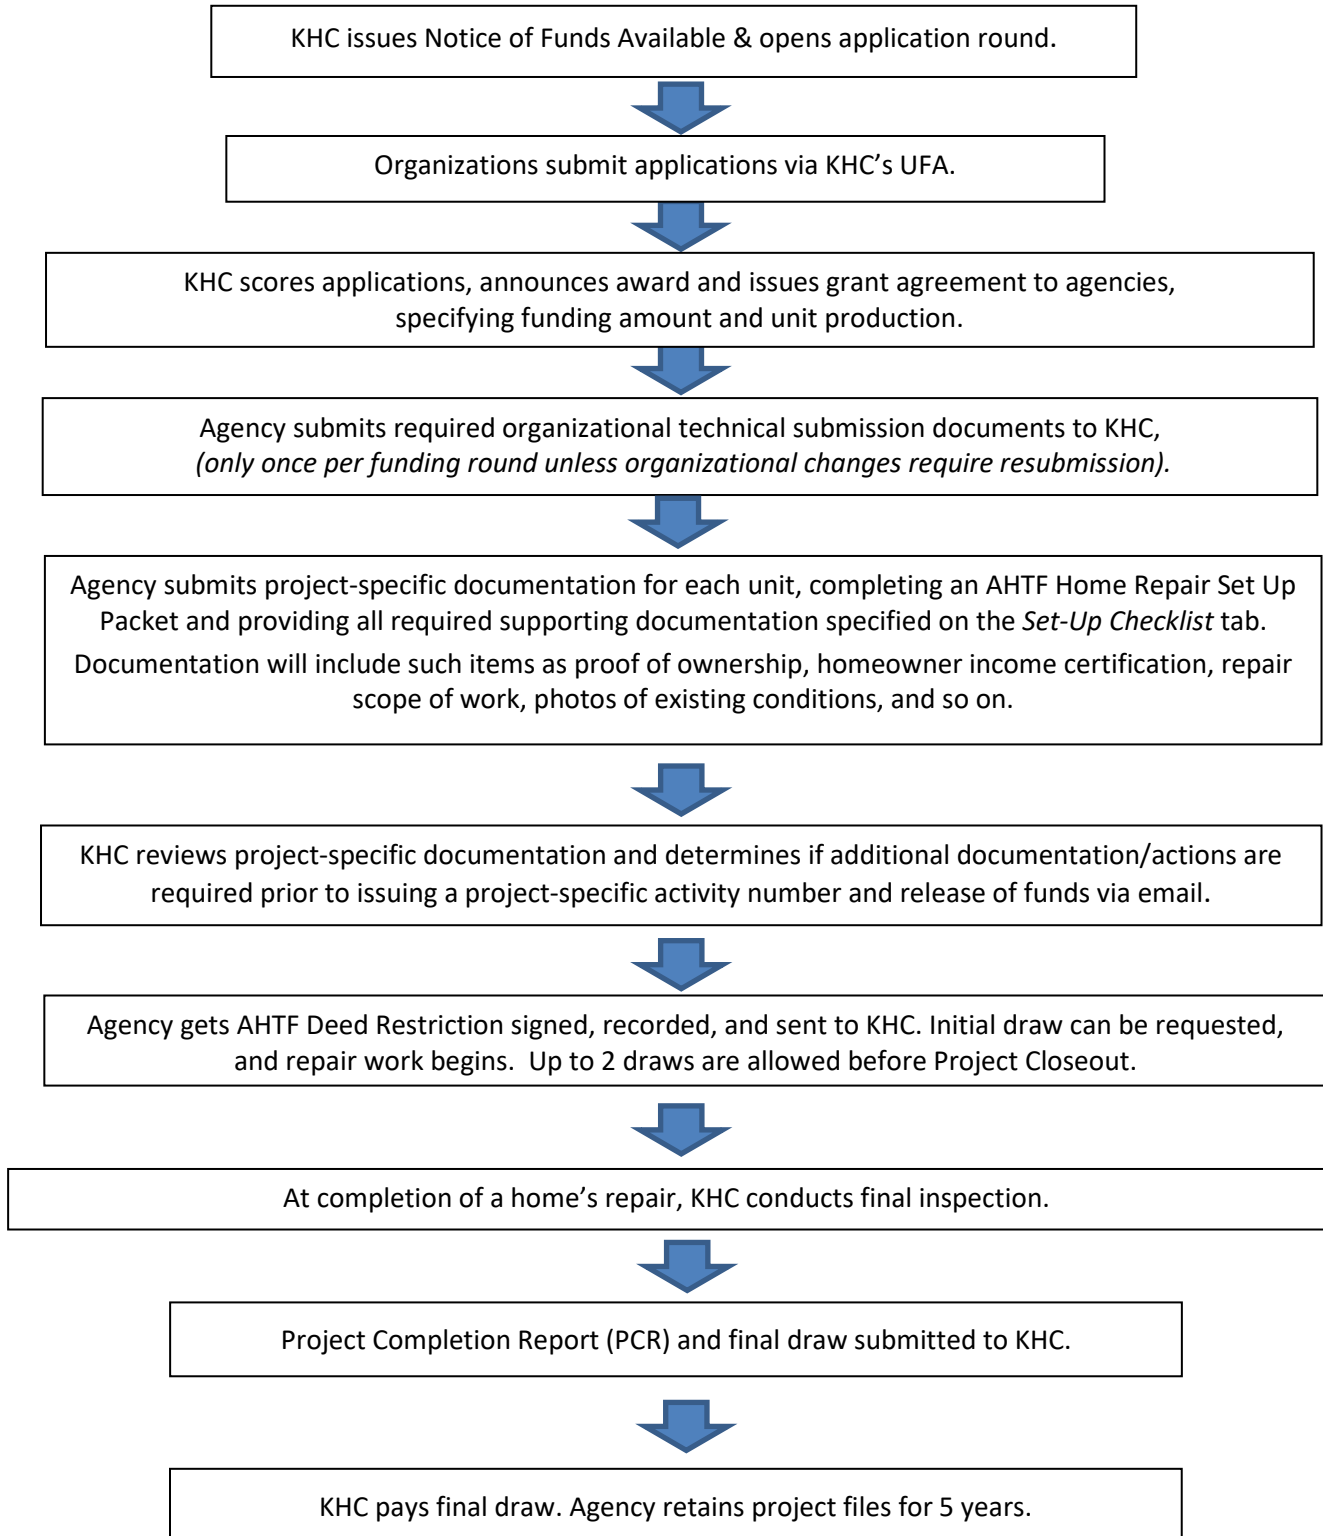 KHC issues Notice of Funds Available & opens application round.
Organizations submit applications via KHC’s UFA.
KHC scores applications, announces award and issues grant agreement to agencies,
specifying funding amount and unit production.
Agency submits required organizational technical submission documents to KHC,
(only once per funding round unless organizational changes require resubmission).
Agency submits project-specific documentation for each unit, completing an AHTF Home Repair Set Up
Packet and providing all required supporting documentation specified on the Set-Up Checklist tab.
Documentation will include such items as proof of ownership, homeowner income certification, repair
scope of work, photos of existing conditions, and so on.
KHC reviews project-specific documentation and determines if additional documentation/actions are
required prior to issuing a project-specific activity number and release of funds via email.
Agency gets AHTF Deed Restriction signed, recorded, and sent to KHC. Initial draw can be requested,
and repair work begins.  Up to 2 draws are allowed before Project Closeout.
At completion of a home’s repair, KHC conducts final inspection.
Project Completion Report (PCR) and final draw submitted to KHC.
KHC pays final draw. Agency retains project files for 5 years.